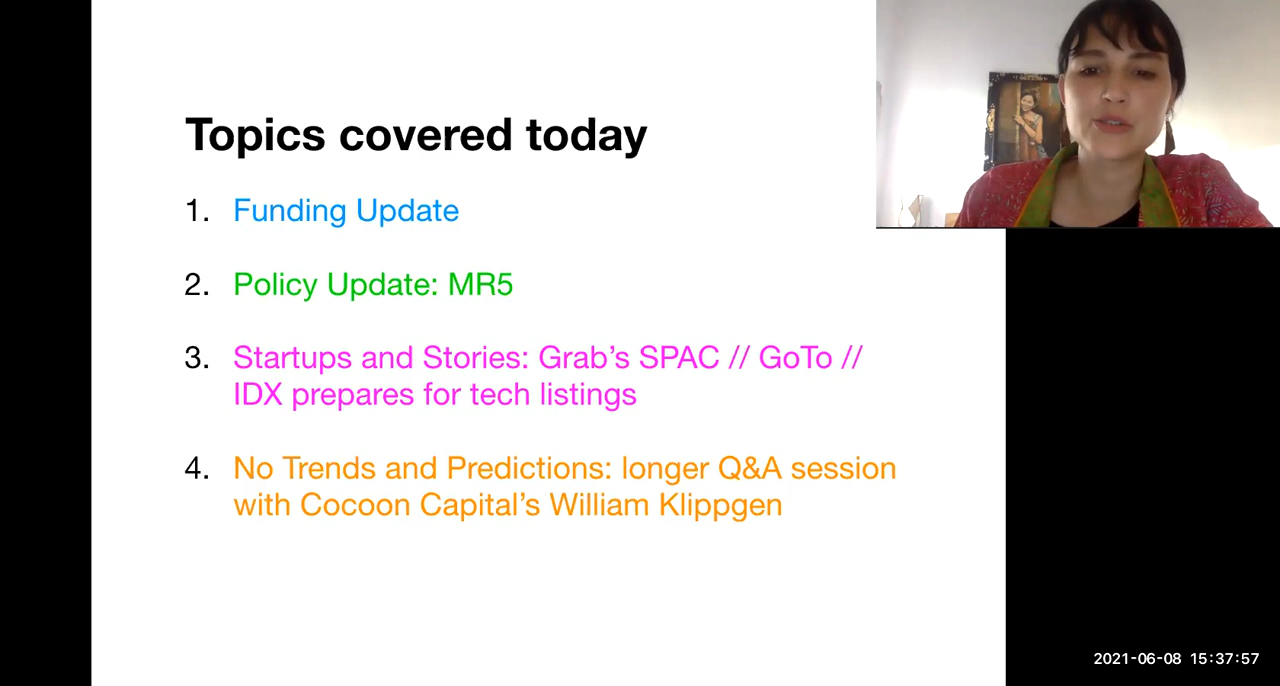 Topics covered today
1. Funding Update
2. Policy Update: MR5
3. Startups and Stories: Grab's SPAC // GoTo //
IDX prepares for tech listings
4. No Trends and Predictions: longer Q&A session
with Cocoon Capital's William Klippgen
2021-06-08 15:37:57